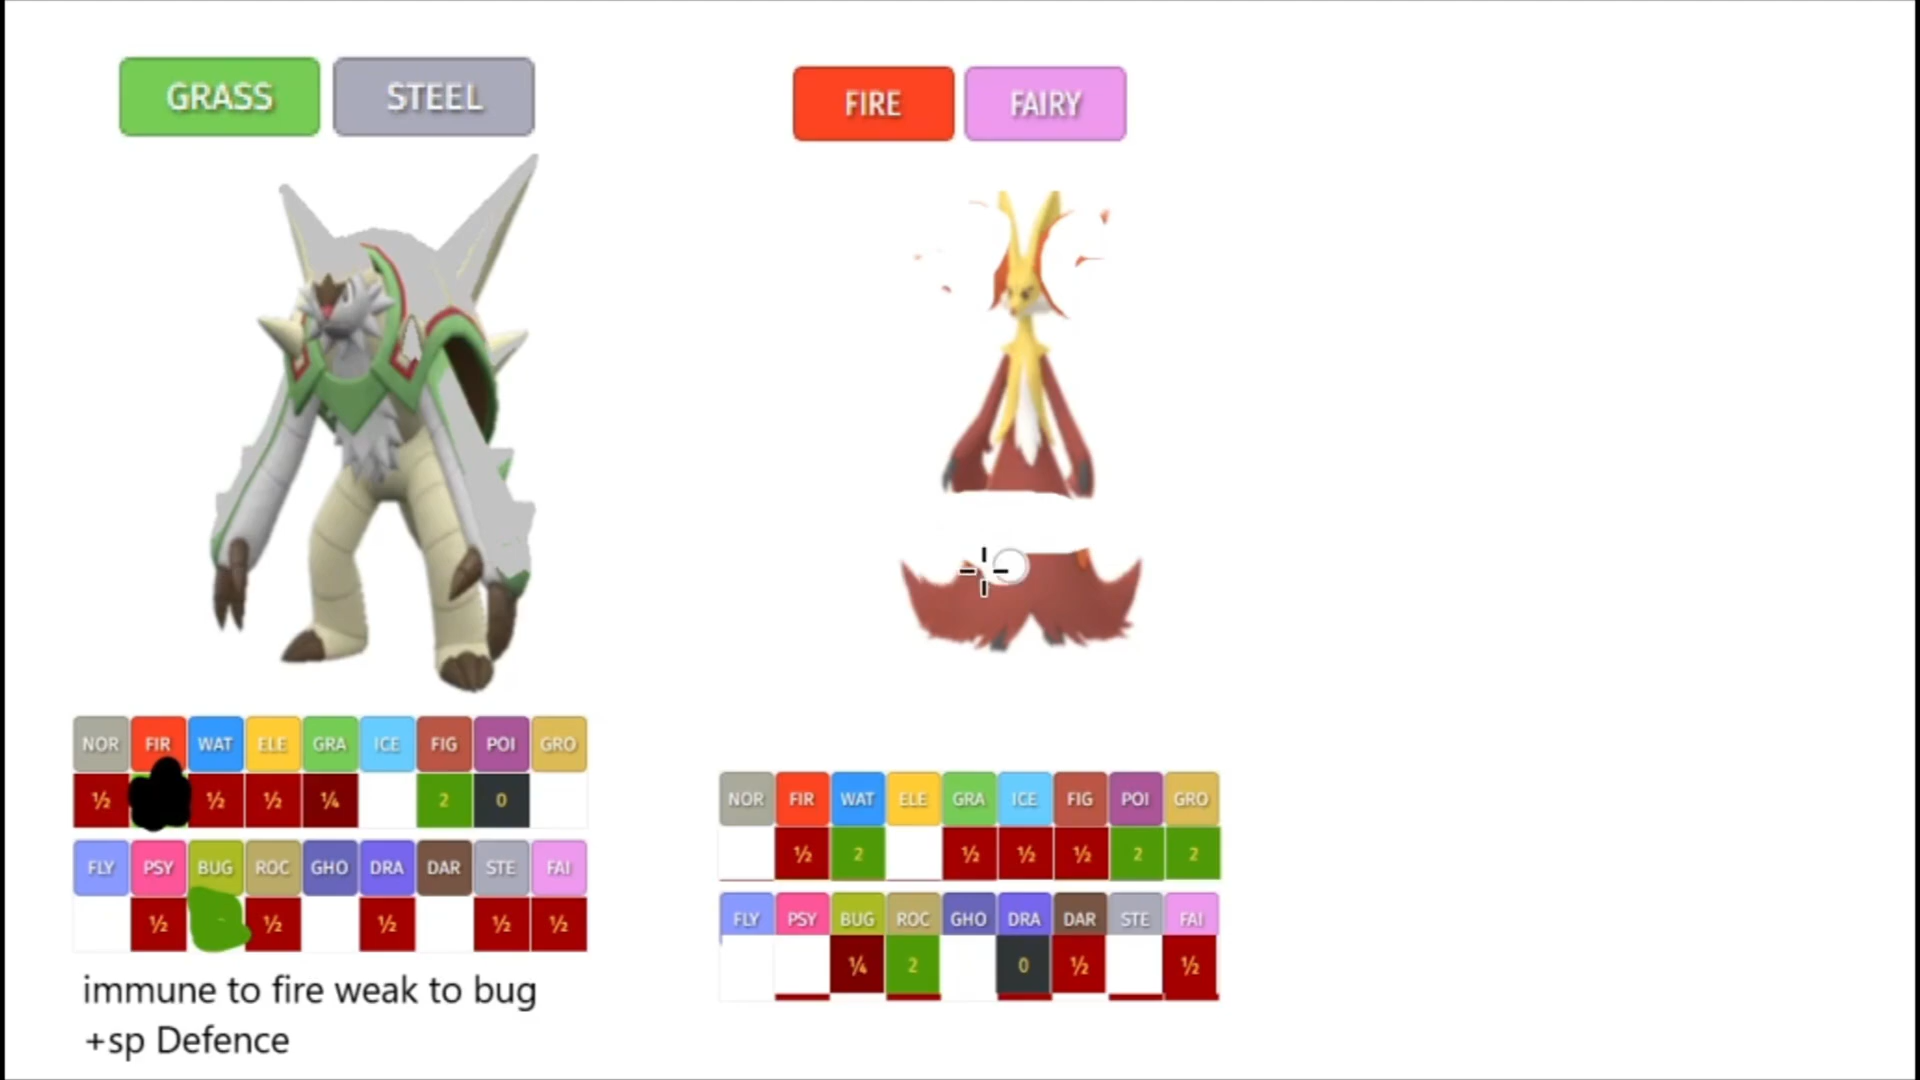 GRASS STEEL
FIRE FAIRY
NOR FIR WAT ELE GRA ICE FIG POI GRO
½ ½ ½ ¼ 2 0
FLY PSY BUG ROC GHO DRA DAR STE FAI
½ ½ ½ ½ ½
immune to fire weak to bug
+sp Defence
NOR FIR WAT ELE GRA ICE FIG POI GRO
½ 2 ½ ½ ½ 2 2
FLY PSY BUG ROC GHO DRA DAR STE FAI
¼ 2 0 ½ ½